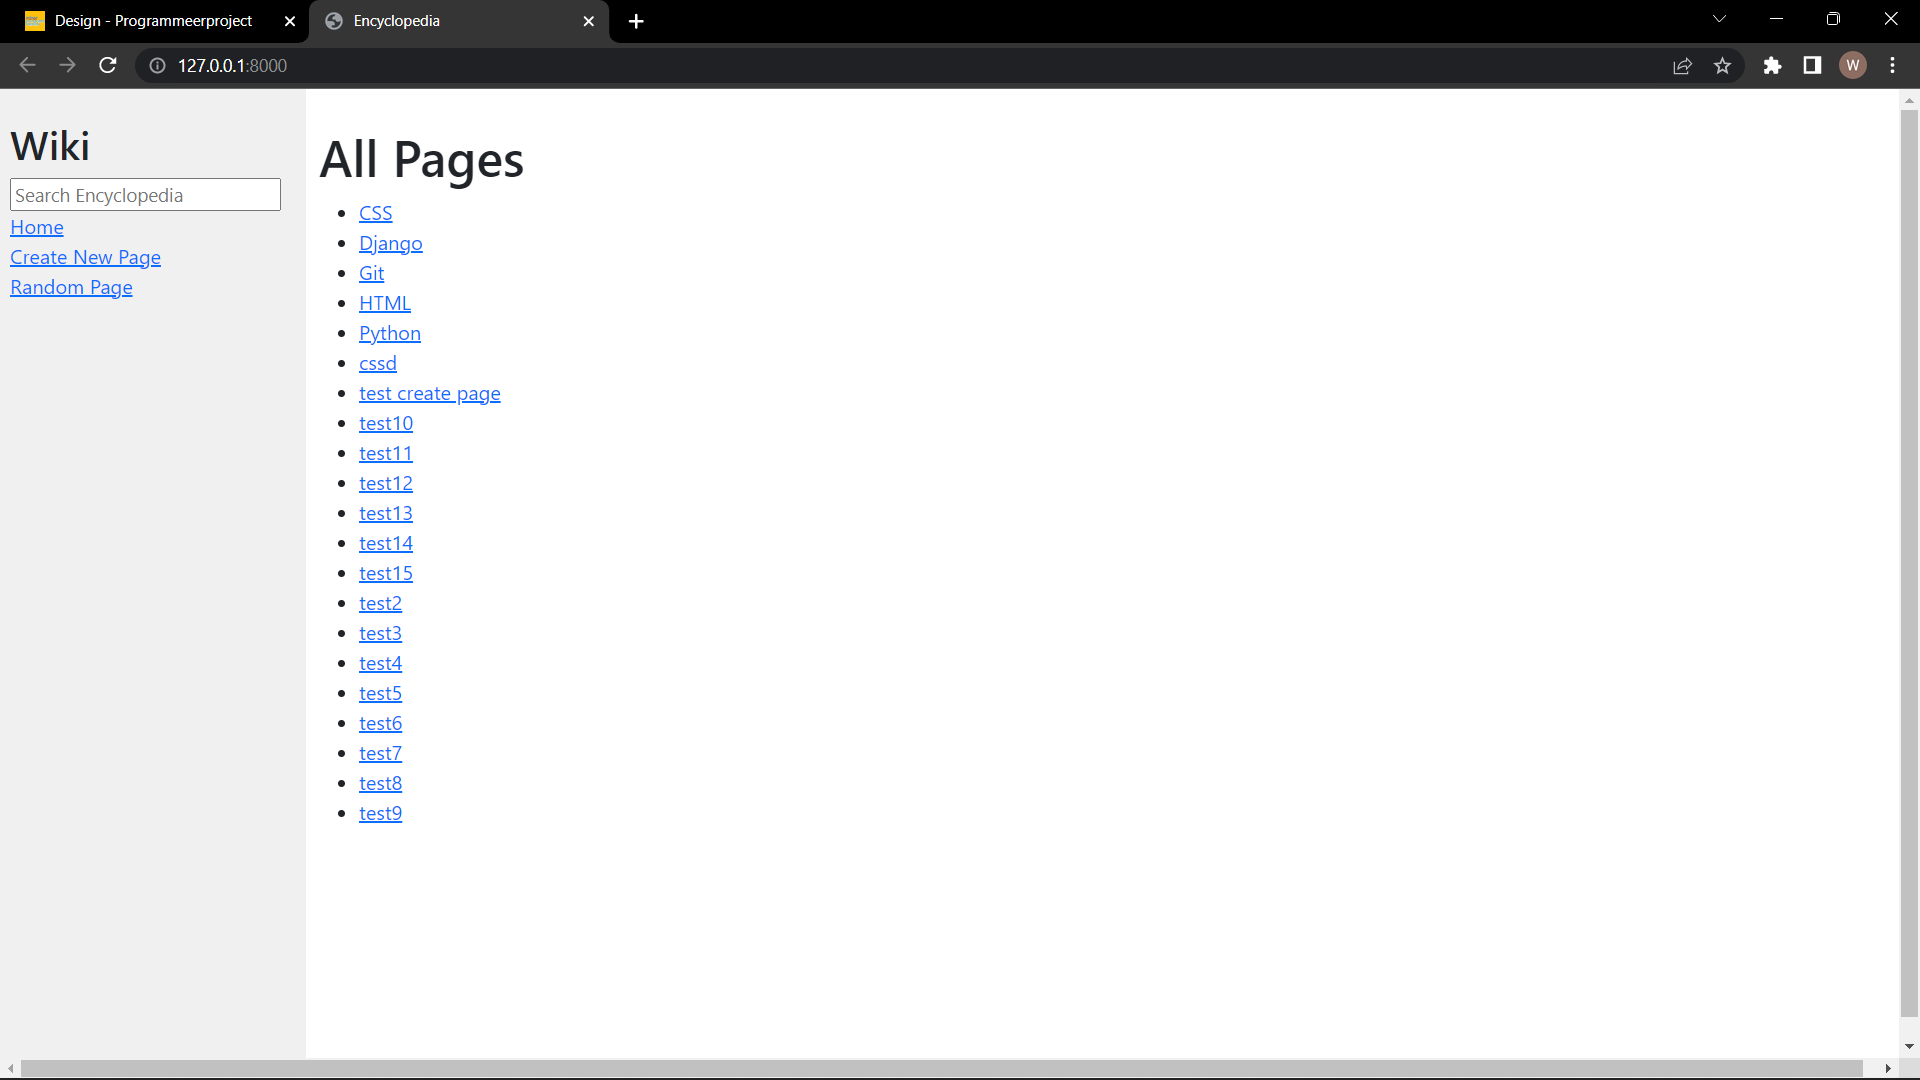 Design - Programmeerproject
Encyclopedia
127.0.0.1:8000
W
Wiki
Search Encyclopedia
Home
Create New Page
Random Page
All Pages
CSS
Django
Git
HTML
Python
cssd
test create page
test10
test11
test12
test13
test14
test15
test2
test3
test4
test5
test6
test7
test8
test9